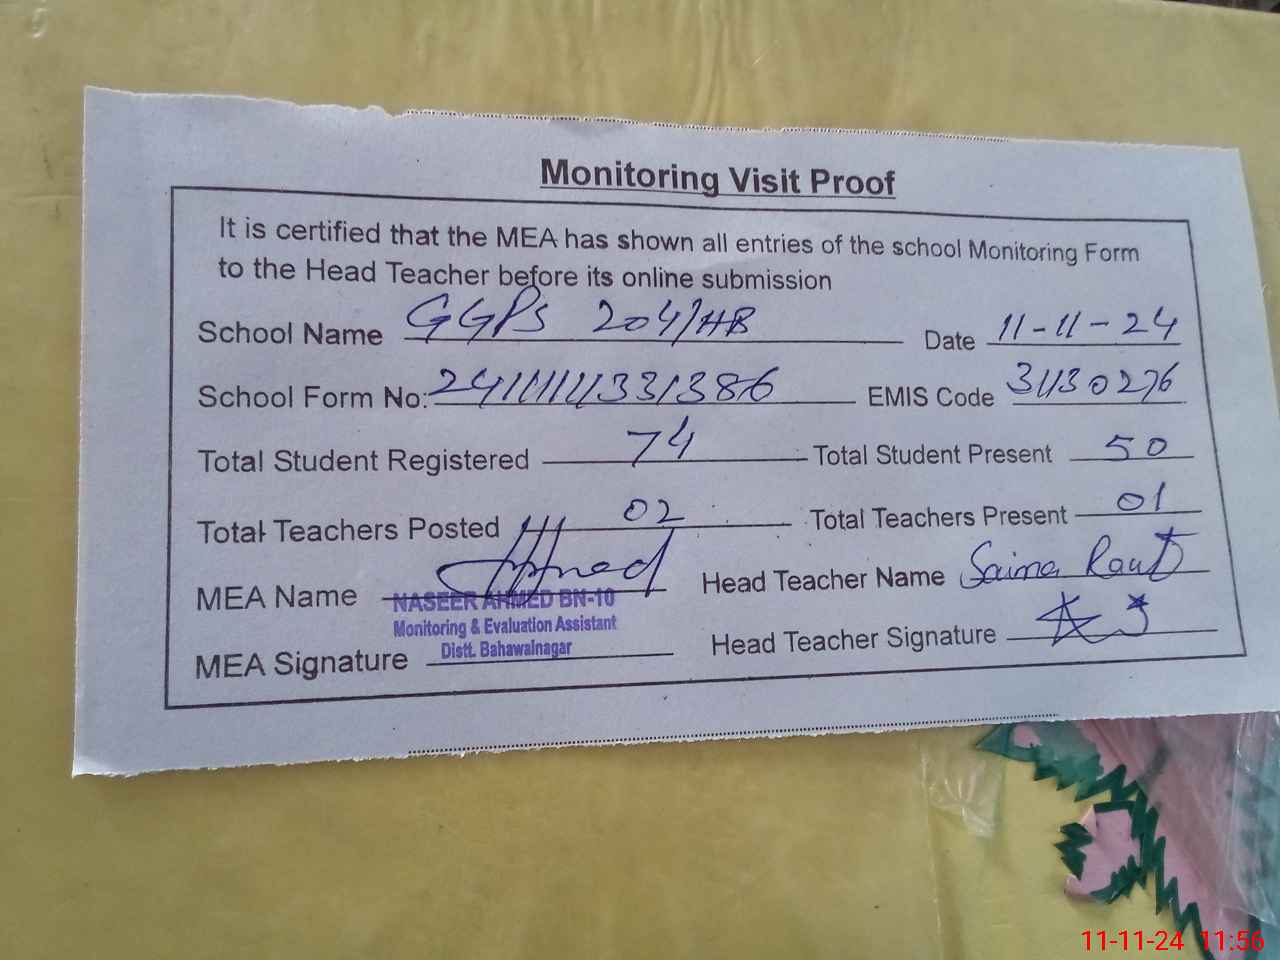 Monitoring Visit Proof
It is certified that the MEA has shown all entries of the school Monitoring Form
to the Head Teacher before its online submission
School Name GGPS 204/HB Date 11-11-24
School Form No: EMIS Code 31130276
Total Student Registered 74 Total Student Present 50
Total Teachers Posted 02 Total Teachers Present 01
MEA Name Head Teacher Name Saima Rauf
NASEER AHMED BN-10
Monitoring & Evaluation Assistant
Distt. Bahawalnagar
MEA Signature Head Teacher Signature
11-11-24 11:56